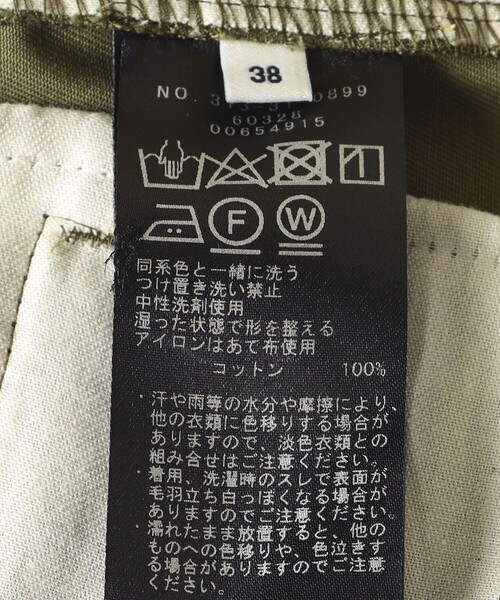 38
NO.
0899
60328
00654915
F
W
同系色と一緒に洗う
つけ置き洗い禁止
中性洗剤使用
湿った状態で形を整える
アイロンはあて布使用
コットン 100%
・汗や雨等の水分や摩擦により、
他の衣類に色移りする場合が
ありますので、淡色衣類との
組み合せはご注意ください。
・着用、洗濯時のスレで表面が
毛羽立ち白っぽくなる場合が
ありますのでご注意ください。
・濡れたまま放置すると、他の
ものへの色移りや、色泣きす
る場合がありますのでご注意
ください。